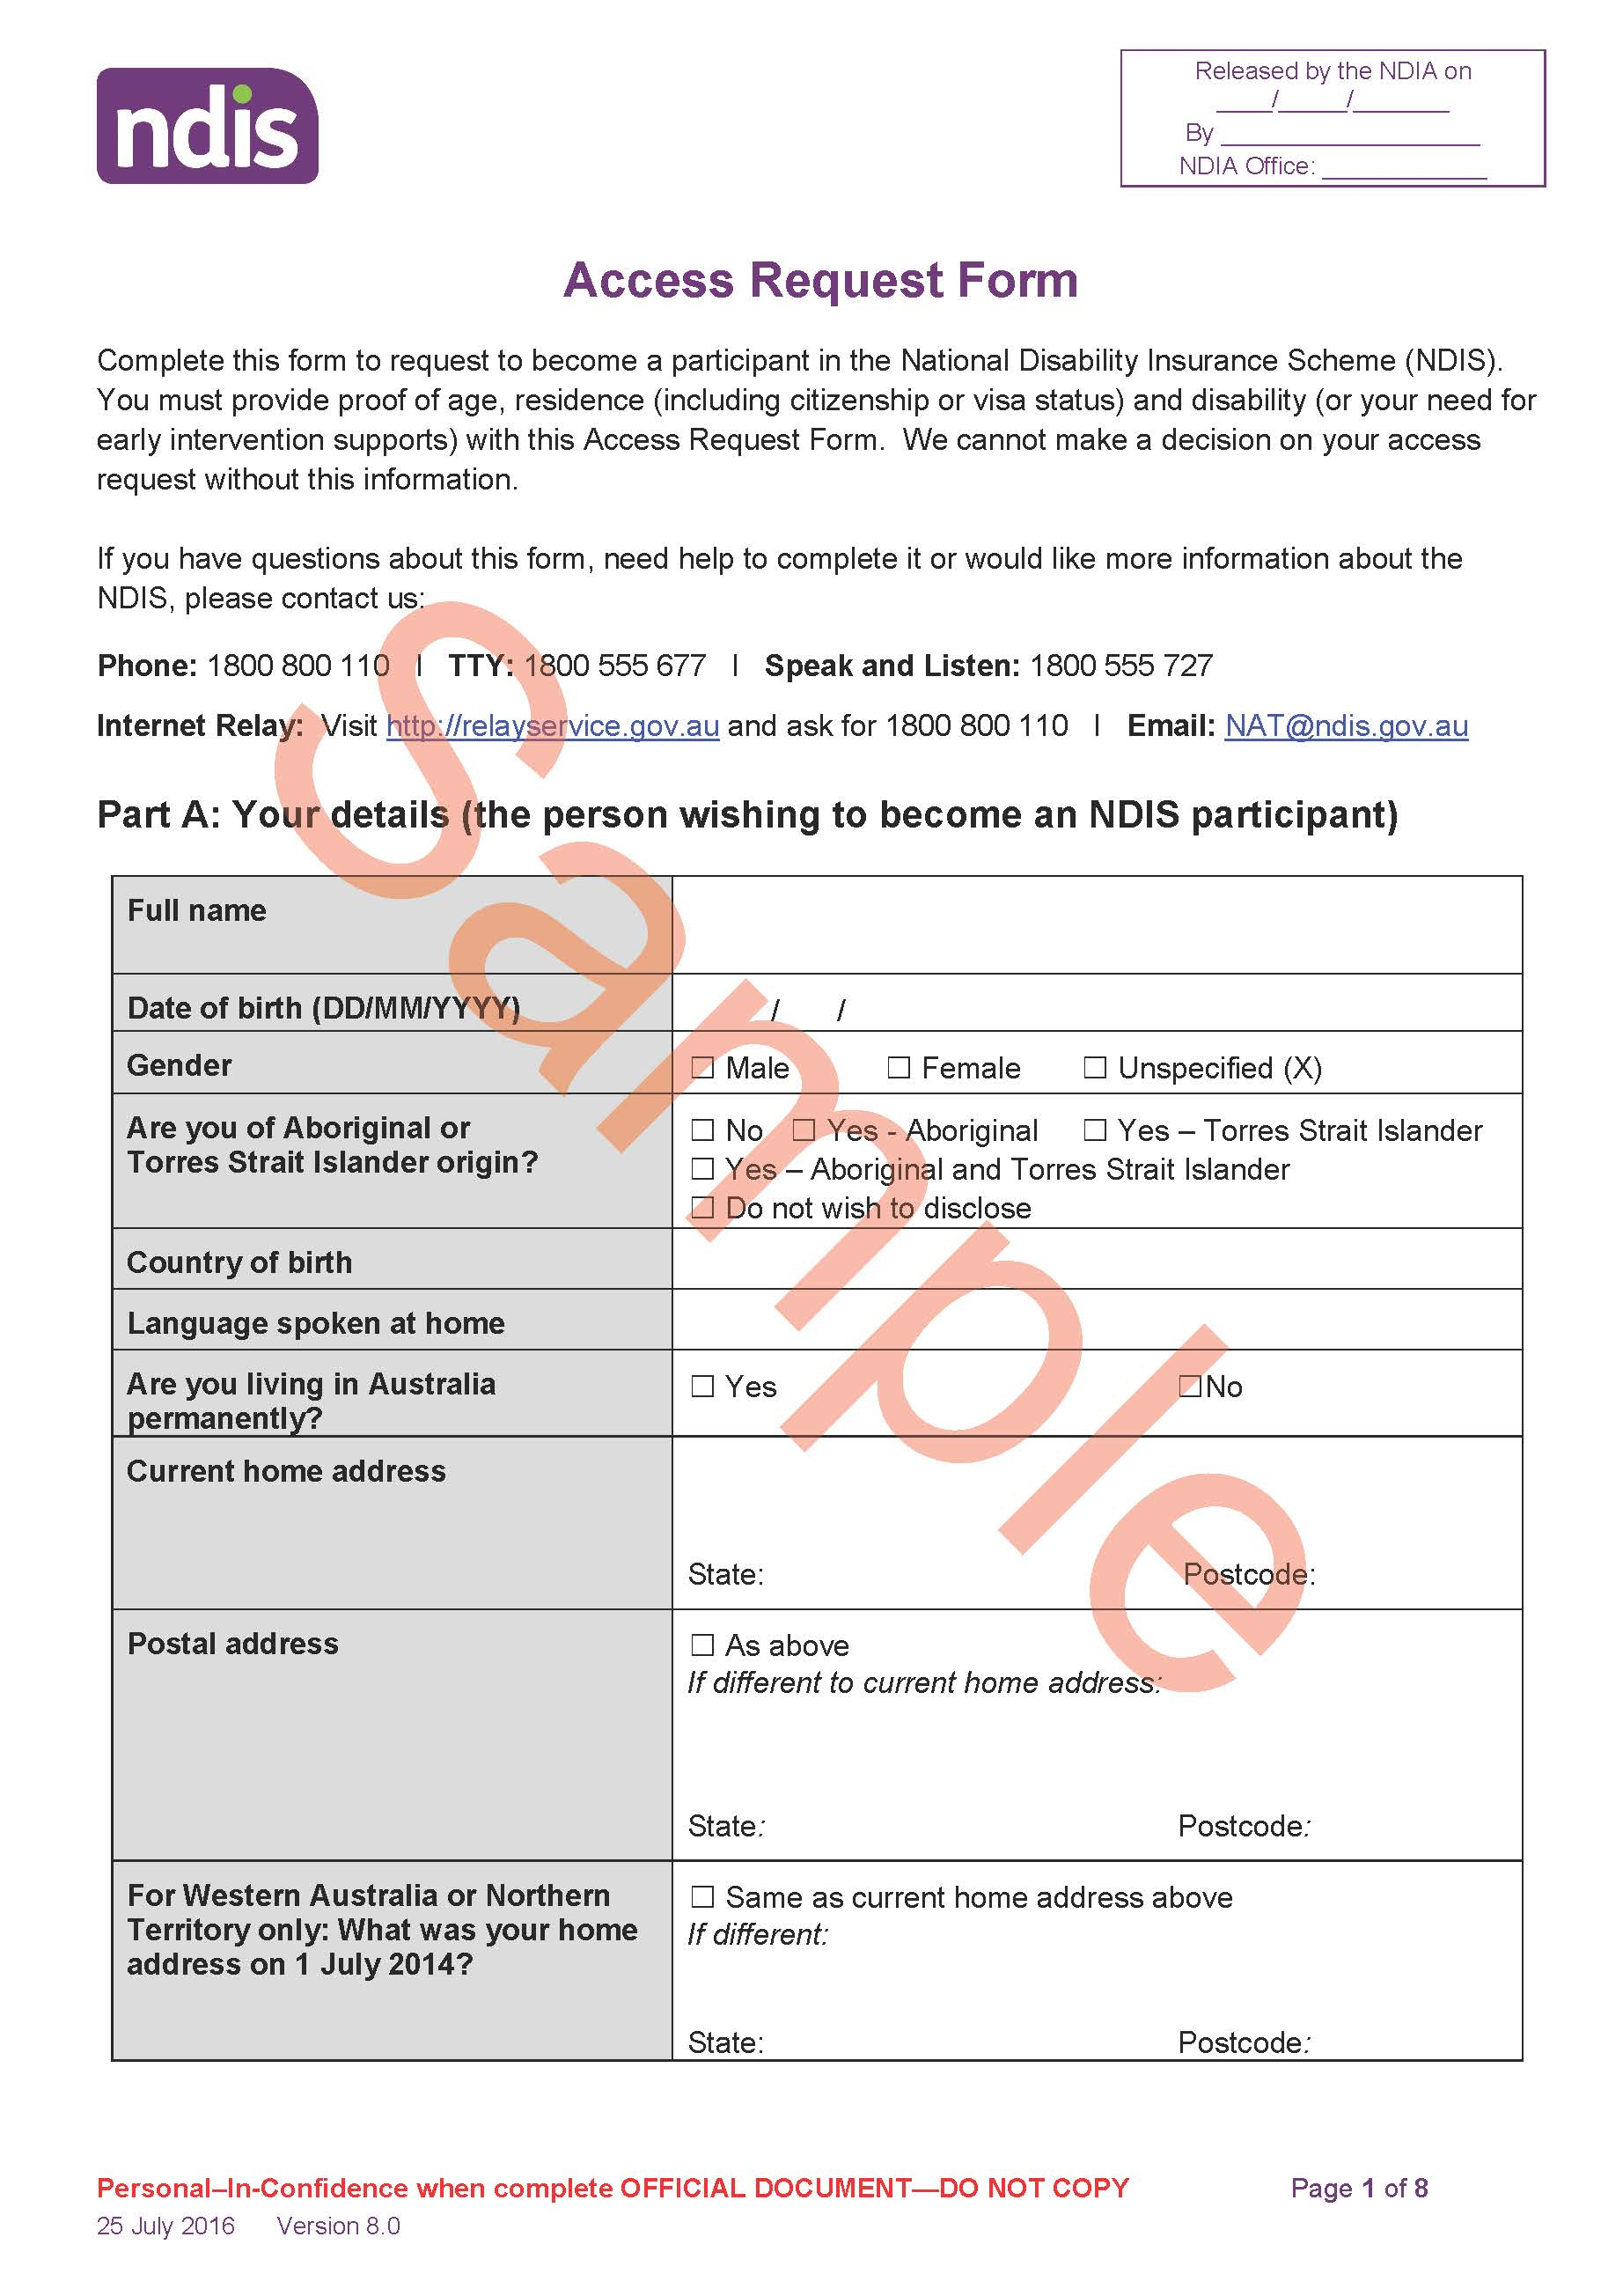 ndis
Released by the NDIA on
____/_____/_______
By ___________________
NDIA Office: ____________
Access Request Form
Complete this form to request to become a participant in the National Disability Insurance Scheme (NDIS).
You must provide proof of age, residence (including citizenship or visa status) and disability (or your need for
early intervention supports) with this Access Request Form.  We cannot make a decision on your access
request without this information.
If you have questions about this form, need help to complete it or would like more information about the
NDIS, please contact us:
Phone: 1800 800 110 I TTY: 1800 555 677 I Speak and Listen: 1800 555 727
Internet Relay: Visit http://relayservice.gov.au and ask for 1800 800 110 I Email: NAT@ndis.gov.au
Part A: Your details (the person wishing to become an NDIS participant)
Full name
Date of birth (DD/MM/YYYY) / /
Gender ☐ Male ☐ Female ☐ Unspecified (X)
Are you of Aboriginal or
Torres Strait Islander origin?
☐ No ☐ Yes - Aboriginal ☐ Yes – Torres Strait Islander
☐ Yes – Aboriginal and Torres Strait Islander
☐ Do not wish to disclose
Country of birth
Language spoken at home
Are you living in Australia
permanently?
☐ Yes ☐No
Current home address
State: Postcode:
Postal address
☐ As above
If different to current home address:
State: Postcode:
For Western Australia or Northern
Territory only: What was your home
address on 1 July 2014?
☐ Same as current home address above
If different:
State: Postcode:
Sample
Personal–In-Confidence when complete OFFICIAL DOCUMENT—DO NOT COPY Page 1 of 8
25 July 2016 Version 8.0